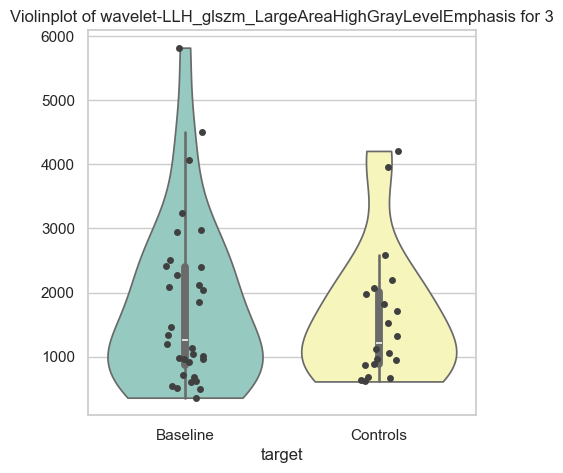 Violinplot of wavelet-LLH_glszm_LargeAreaHighGrayLevelEmphasis for 3
6000
5000
4000
3000
2000
1000
Baseline
Controls
target